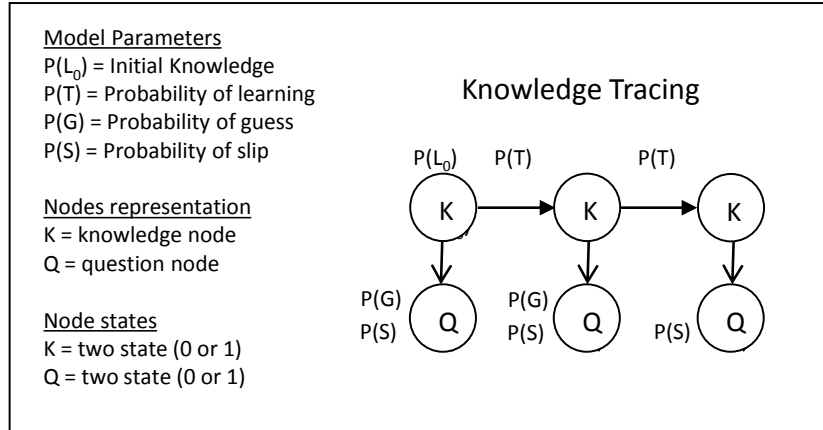 Model Parameters
P(L₀) = Initial Knowledge
P(T) = Probability of learning
P(G) = Probability of guess
P(S) = Probability of slip
Nodes representation
K = knowledge node
Q = question node
Node states
K = two state (0 or 1)
Q = two state (0 or 1)
Knowledge Tracing
P(L₀) P(T) P(T)
K K K
P(G) P(G)
P(S) Q P(S) Q P(S) Q